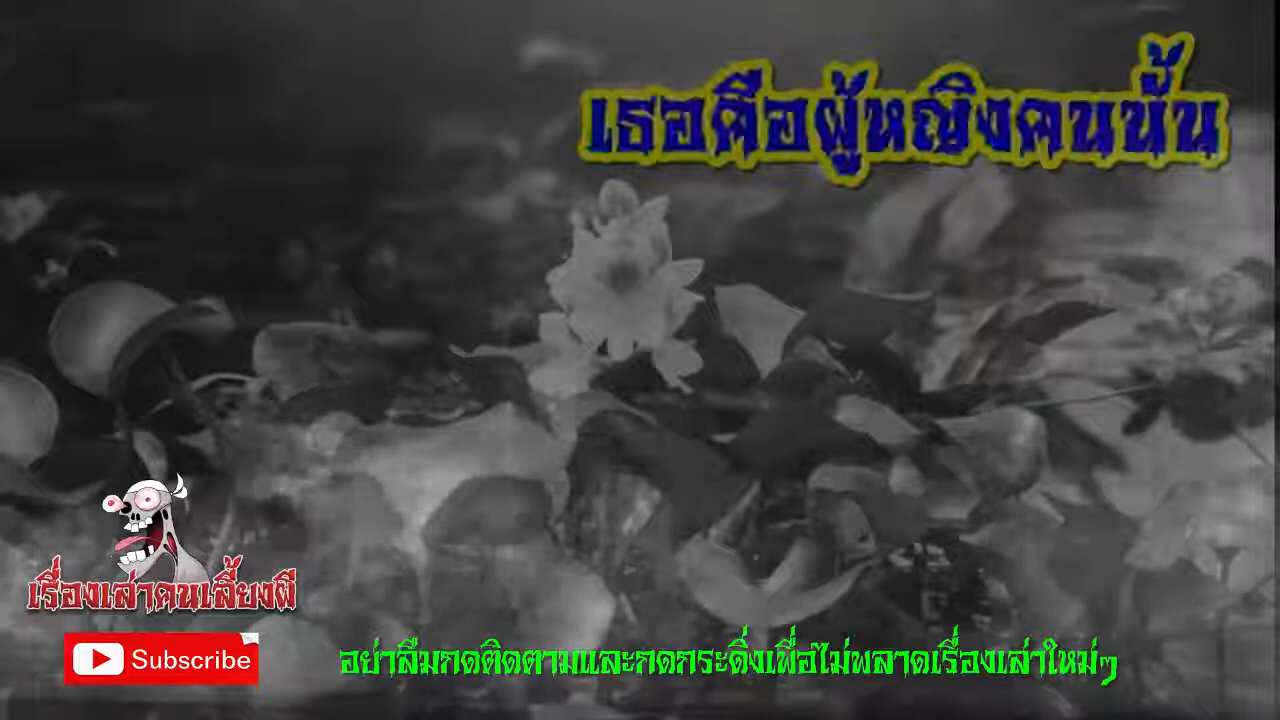 เธอคือผู้หญิงคนนั้น
เรื่องเล่าคนเลี้ยงผี
Subscribe
อย่าลืมกดติดตามและกดกระดิ่งเพื่อไม่พลาดเรื่องเล่าใหม่ๆ